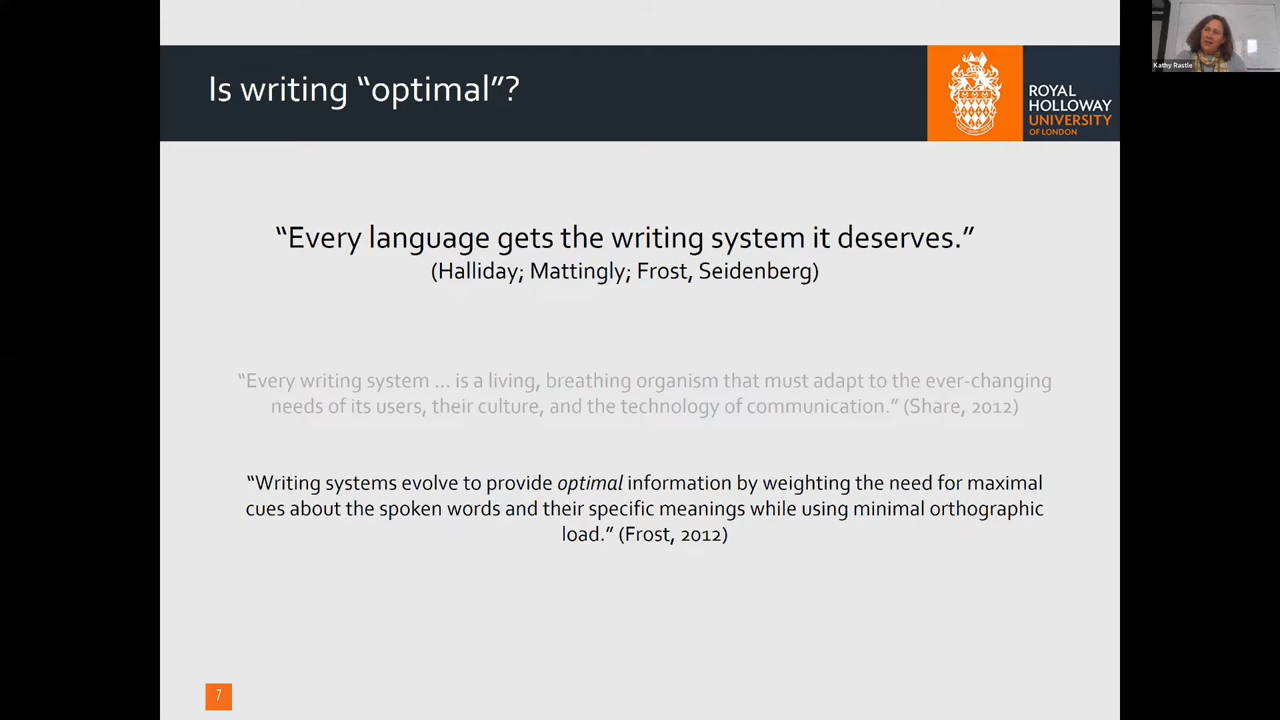 Is writing “optimal”?
ROYAL
HOLLOWAY
UNIVERSITY
OF LONDON
Kathy Rastle
“Every language gets the writing system it deserves.”
(Halliday; Mattingly; Frost, Seidenberg)
“Every writing system ... is a living, breathing organism that must adapt to the ever-changing
needs of its users, their culture, and the technology of communication.” (Share, 2012)
“Writing systems evolve to provide optimal information by weighting the need for maximal
cues about the spoken words and their specific meanings while using minimal orthographic
load.” (Frost, 2012)
7